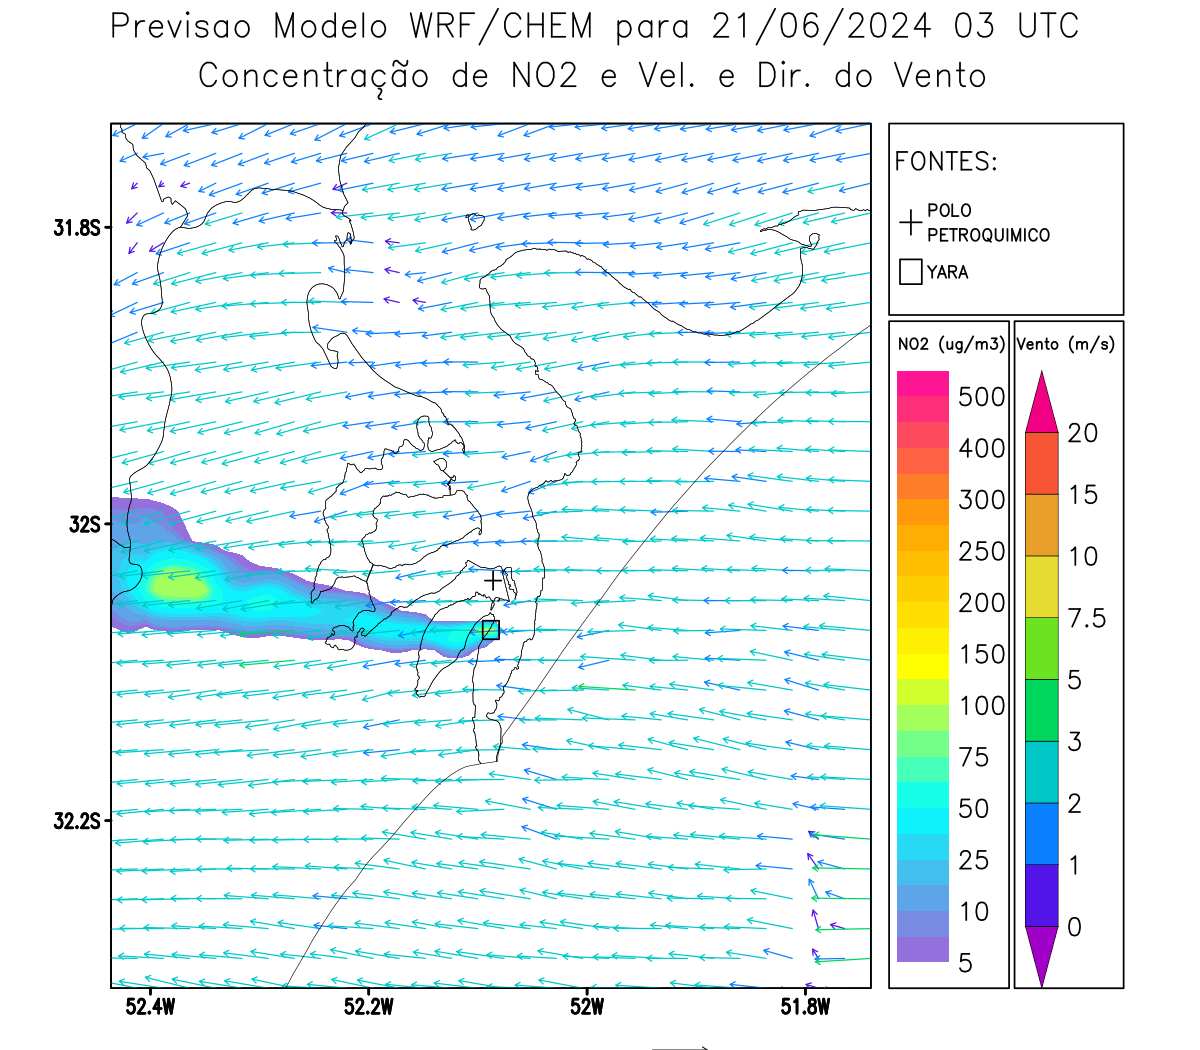 Previsao Modelo WRF/CHEM para 21/06/2024 03 UTC
Concentração de NO2 e Vel. e Dir. do Vento
FONTES:
POLO
PETROQUIMICO
YARA
NO2 (ug/m3)
500
400
300
250
200
150
100
75
50
25
10
5
Vento (m/s)
20
15
10
7.5
5
3
2
1
0
31.8S
32S
32.2S
52.4W
52.2W
52W
51.8W